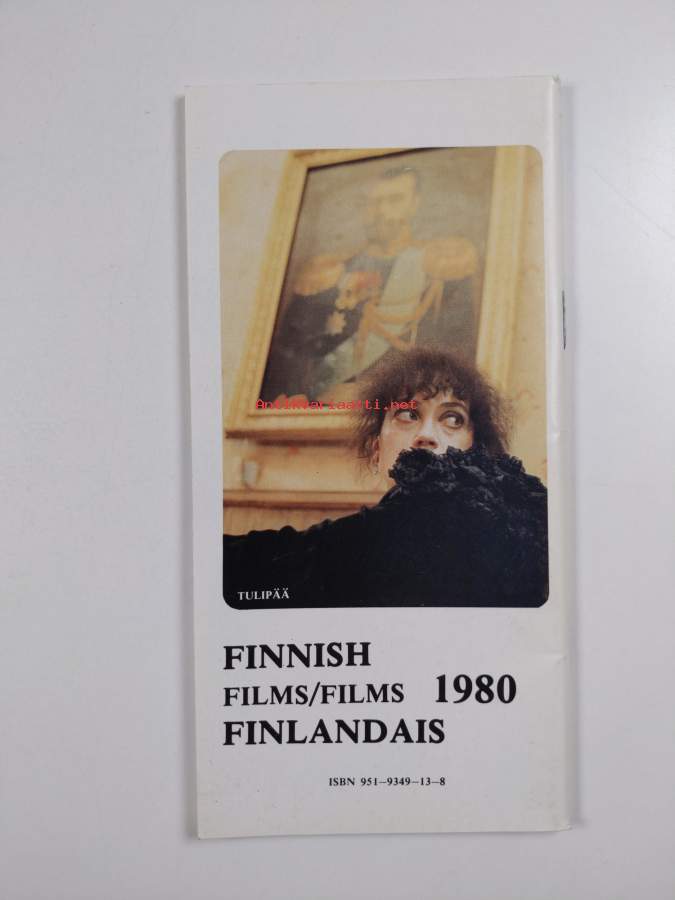 Antikvariaatti.net
TULIPÄÄ
FINNISH
FILMS/FILMS 1980
FINLANDAIS
ISBN 951—9349—13—8